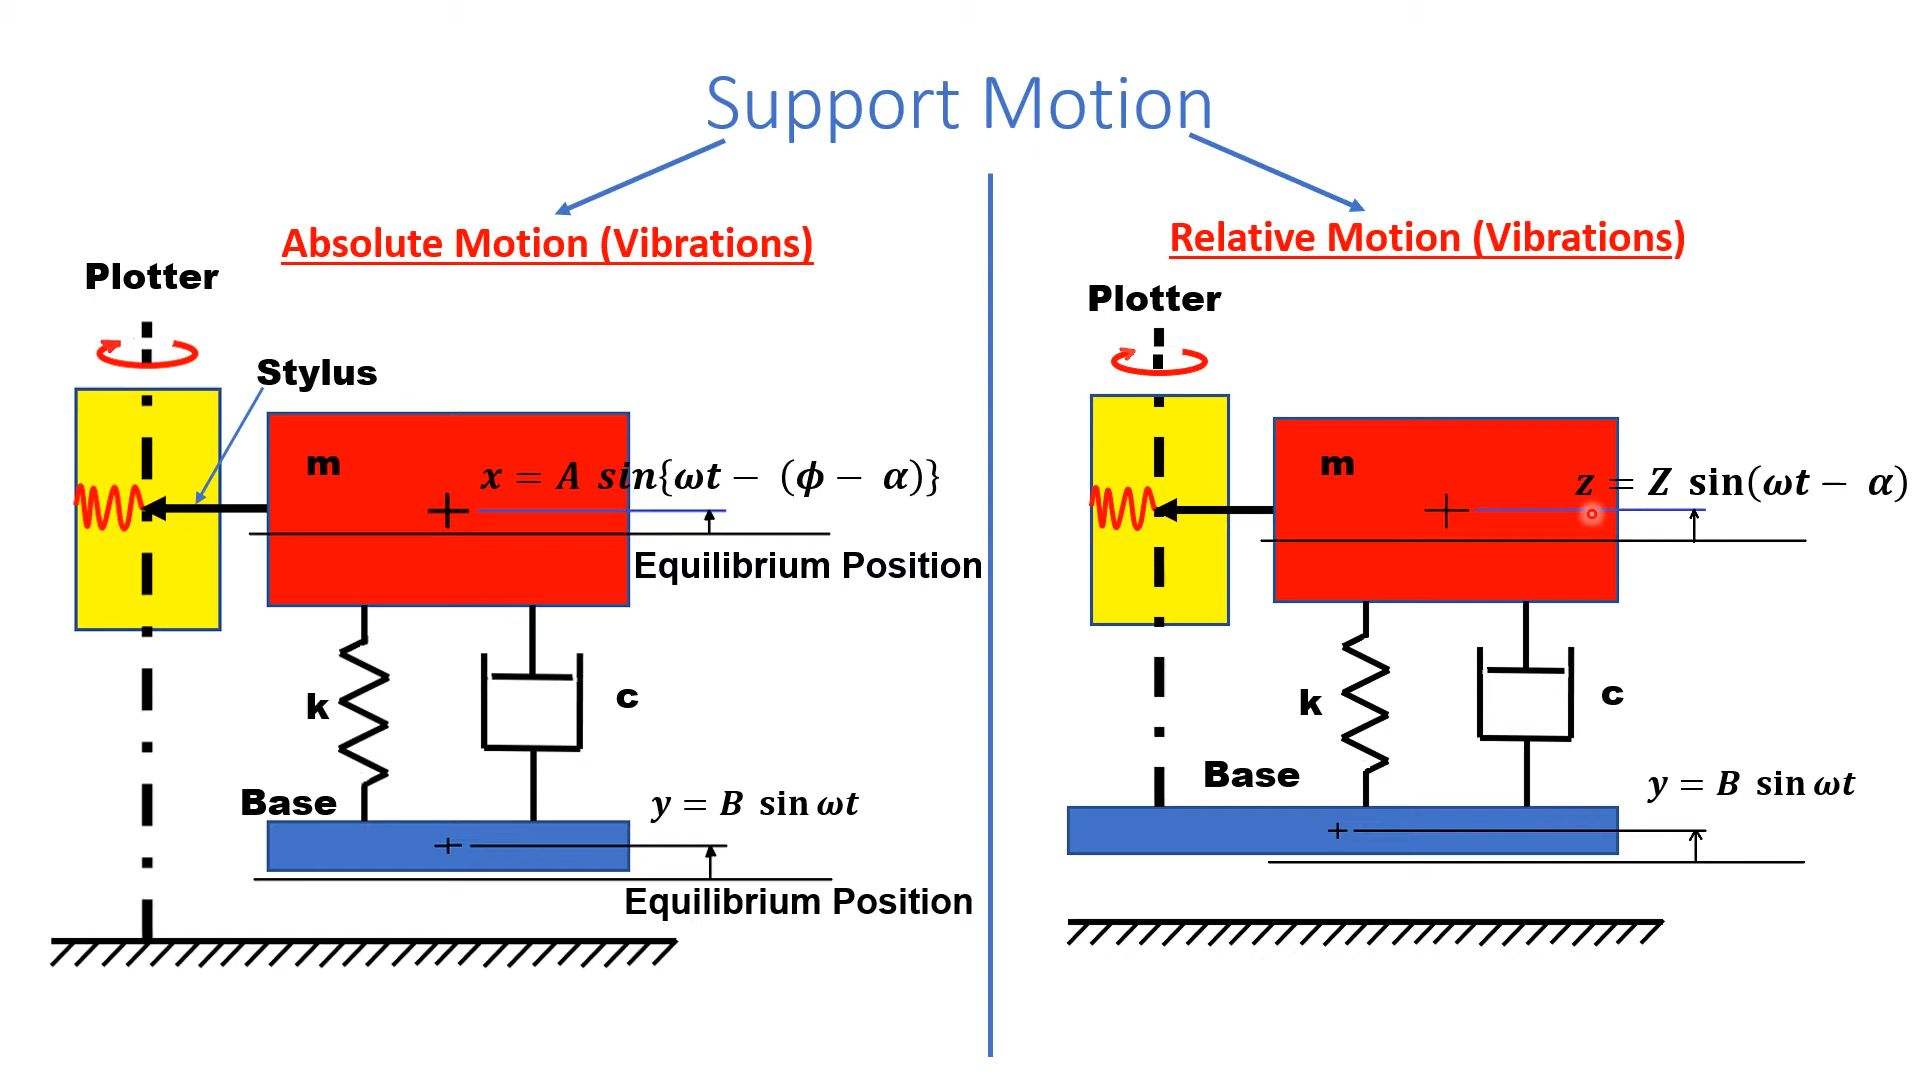 Support Motion
Absolute Motion (Vibrations)
Plotter
Stylus
m
x = A sin{ωt − (ϕ − α)}
Equilibrium Position
k
c
Base
y = B sin ωt
Equilibrium Position
Relative Motion (Vibrations)
Plotter
m
z = Z sin(ωt − α)
k
c
Base
y = B sin ωt